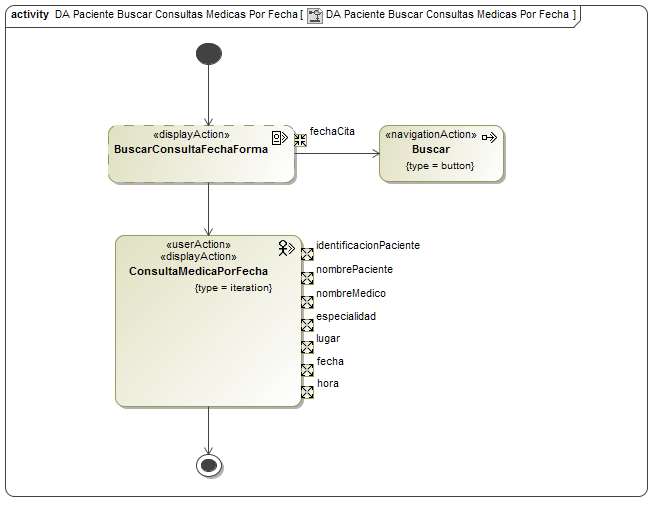 activity DA Paciente Buscar Consultas Medicas Por Fecha [ DA Paciente Buscar Consultas Medicas Por Fecha ]
«displayAction»
BuscarConsultaFechaForma
fechaCita
«navigationAction»
Buscar
{type = button}
«userAction»
«displayAction»
ConsultaMedicaPorFecha
{type = iteration}
identificacionPaciente
nombrePaciente
nombreMedico
especialidad
lugar
fecha
hora